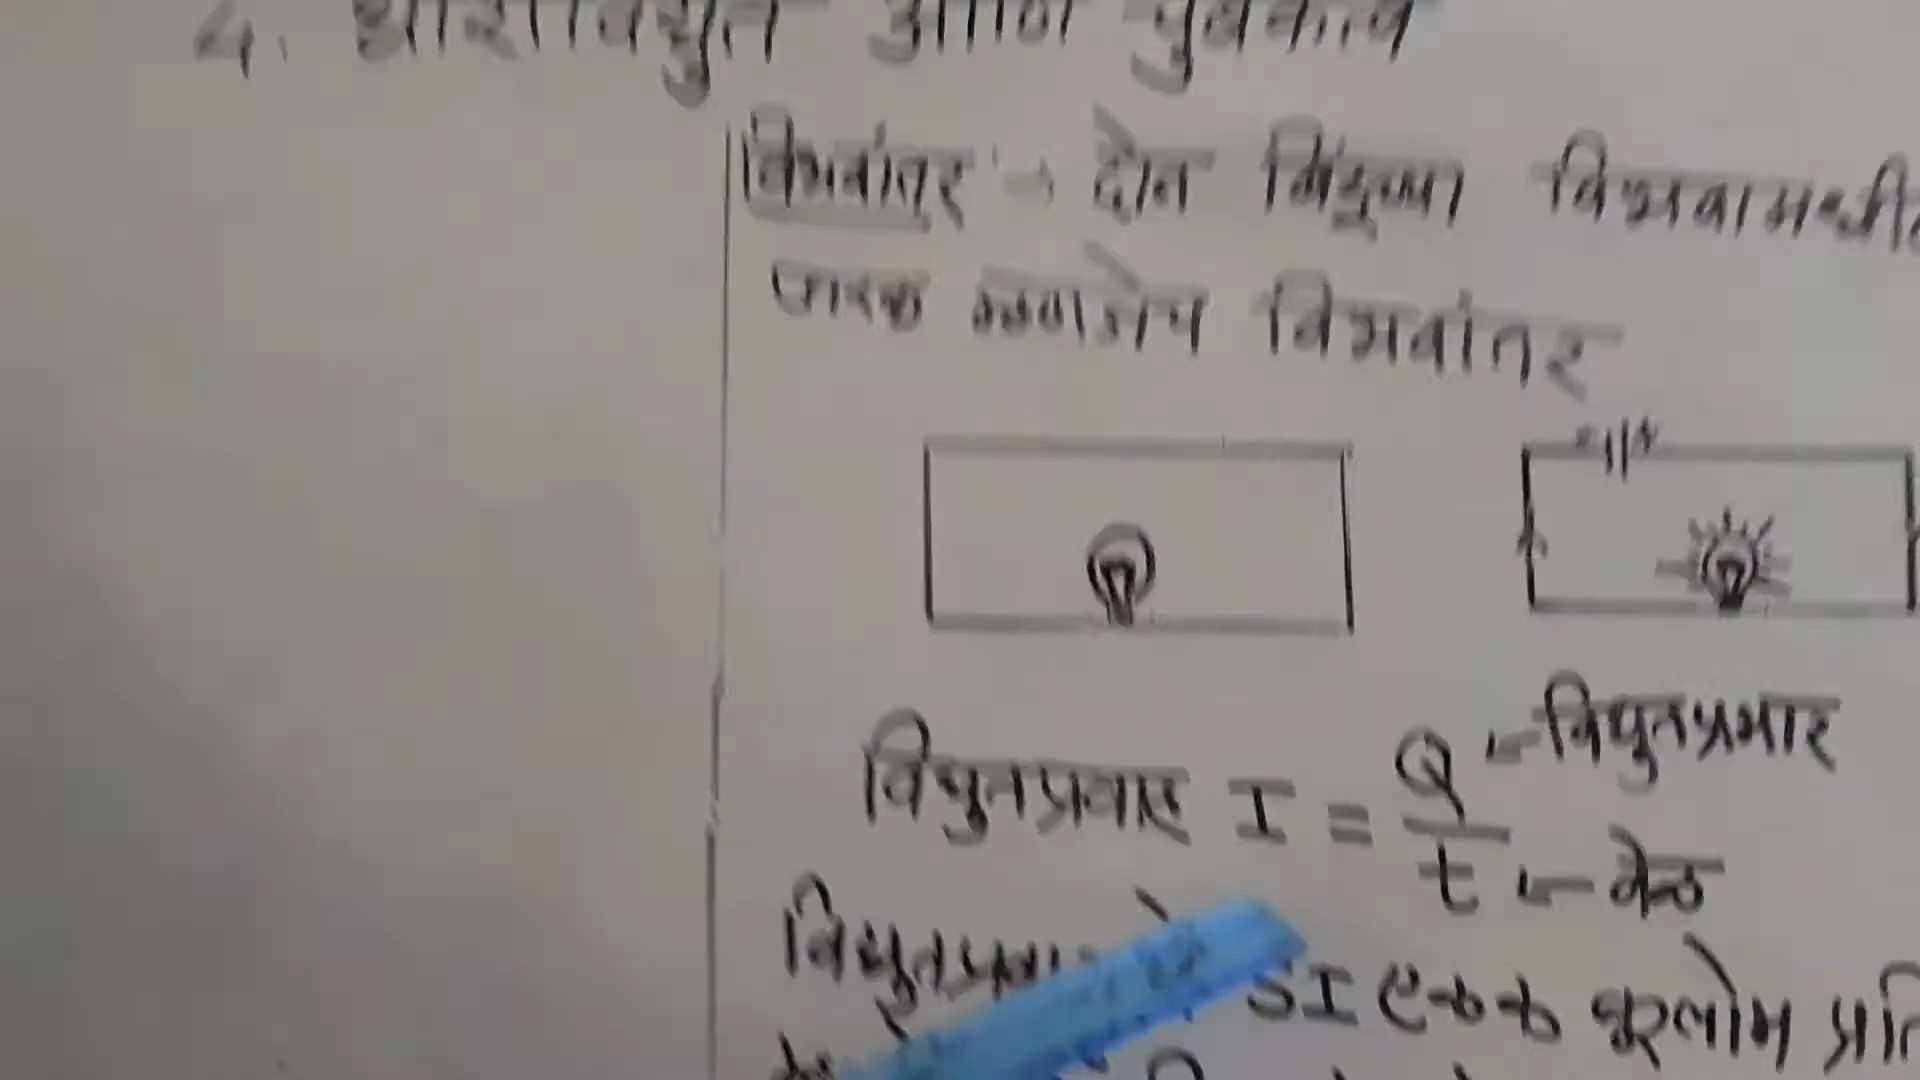 4. धाराविद्युत आणि चुंबकत्व
विभवांतर → दोन बिंदूच्या विभवामधील
फरक म्हणजेच विभवांतर
विद्युतप्रवाह I = Q/t
विद्युतप्रभार
वेळ
SI एकक कुलोम प्रति